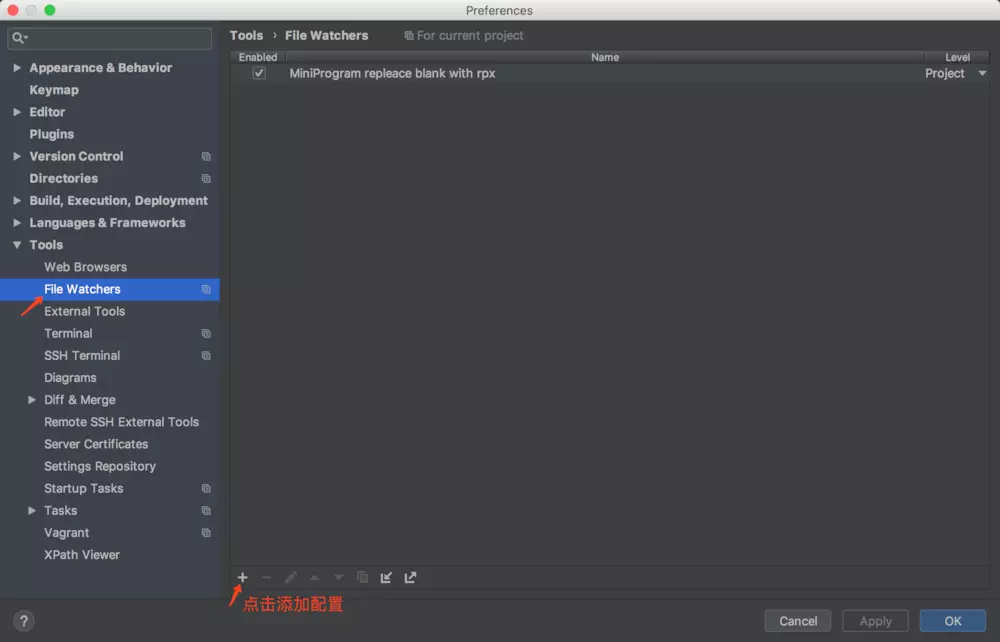 Preferences
Tools › File Watchers For current project
Enabled Name Level
MiniProgram repleace blank with rpx Project
Appearance & Behavior
Keymap
Editor
Plugins
Version Control
Directories
Build, Execution, Deployment
Languages & Frameworks
Tools
Web Browsers
File Watchers
External Tools
Terminal
SSH Terminal
Diagrams
Diff & Merge
Remote SSH External Tools
Server Certificates
Settings Repository
Startup Tasks
Tasks
Vagrant
XPath Viewer
点击添加配置
? Cancel Apply OK